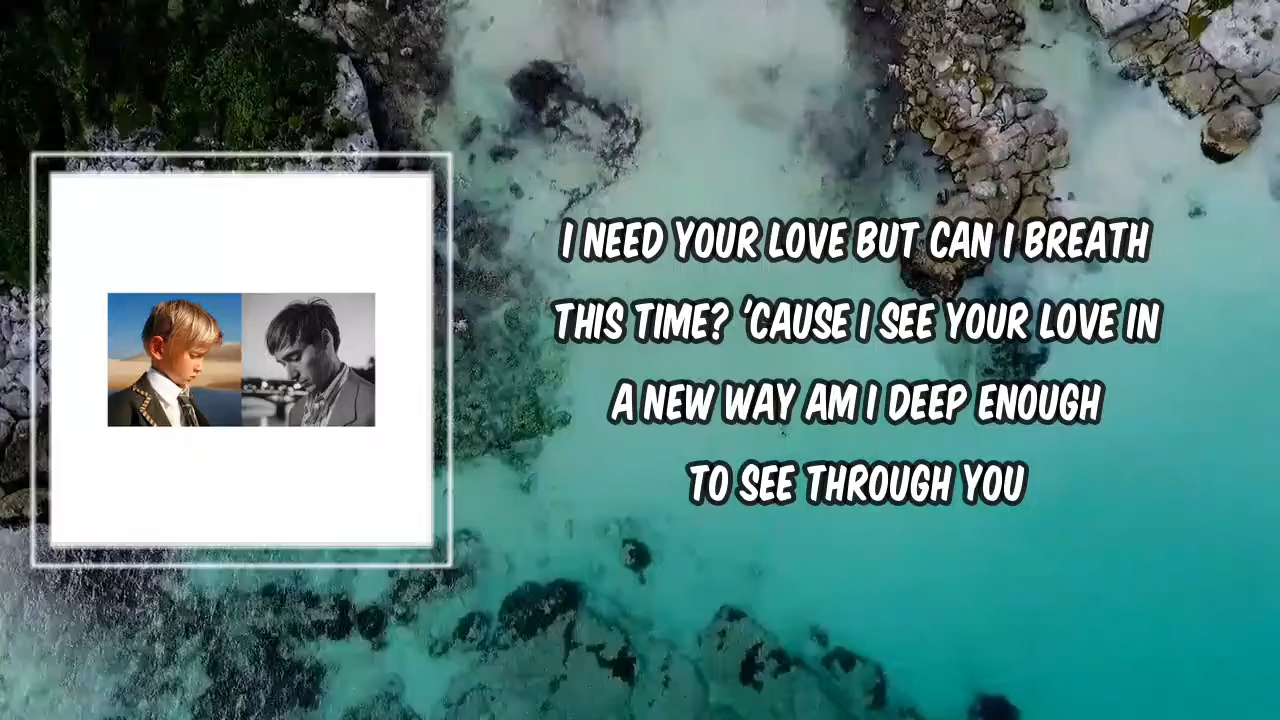 I NEED YOUR LOVE BUT CAN I BREATH
THIS TIME? 'CAUSE I SEE YOUR LOVE IN
A NEW WAY AM I DEEP ENOUGH
TO SEE THROUGH YOU